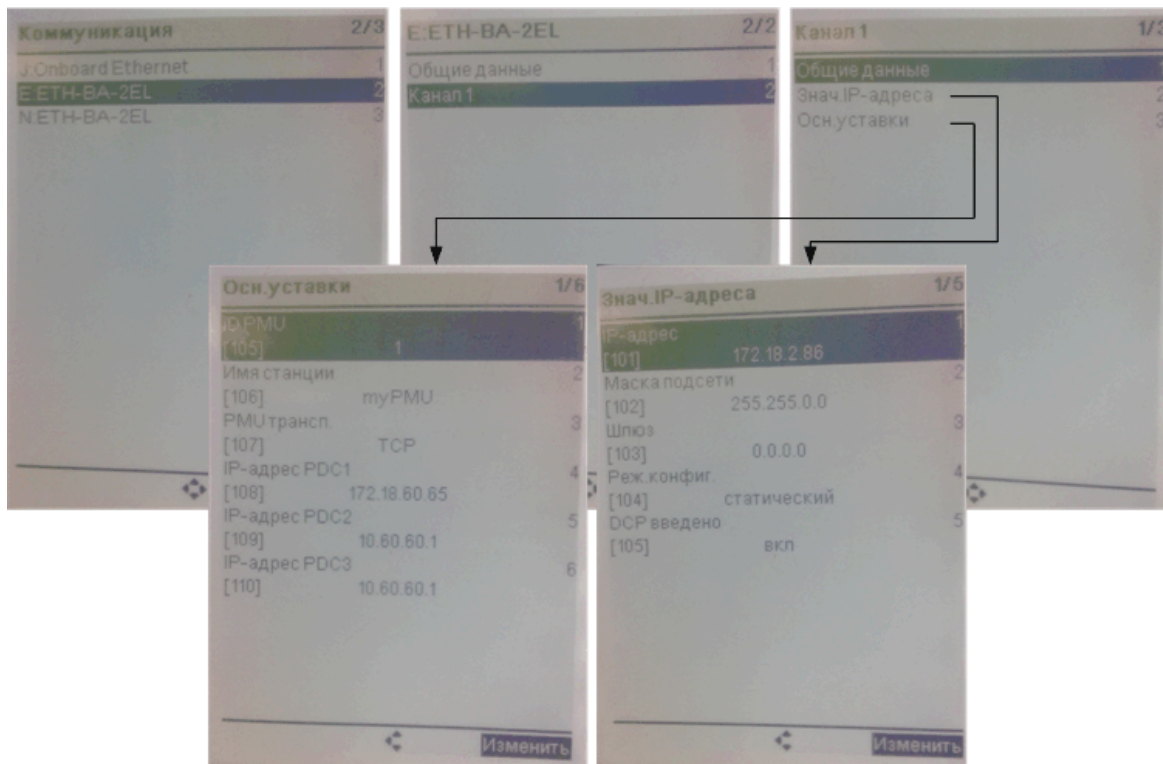 Коммуникация 2/3
J:Onboard Ethernet 1
E:ETH-BA-2EL 2
N:ETH-BA-2EL 3
E:ETH-BA-2EL 2/2
Общие данные 1
Канал 1 2
Канал 1 1/3
Общие данные 1
Знач.IP-адреса 2
Осн.уставки 3
Осн.уставки 1/6
ID PMU 1
[105] 1
Имя станции 2
[106] myPMU
PMU трансп. 3
[107] TCP
IP-адрес PDC1 4
[108] 172.18.60.65
IP-адрес PDC2 5
[109] 10.60.60.1
IP-адрес PDC3 6
[110] 10.60.60.1
Изменить
Знач.IP-адреса 1/5
IP-адрес 1
[101] 172.18.2.86
Маска подсети 2
[102] 255.255.0.0
Шлюз 3
[103] 0.0.0.0
Реж.конфиг. 4
[104] статический
DCP введено 5
[105] вкл
Изменить